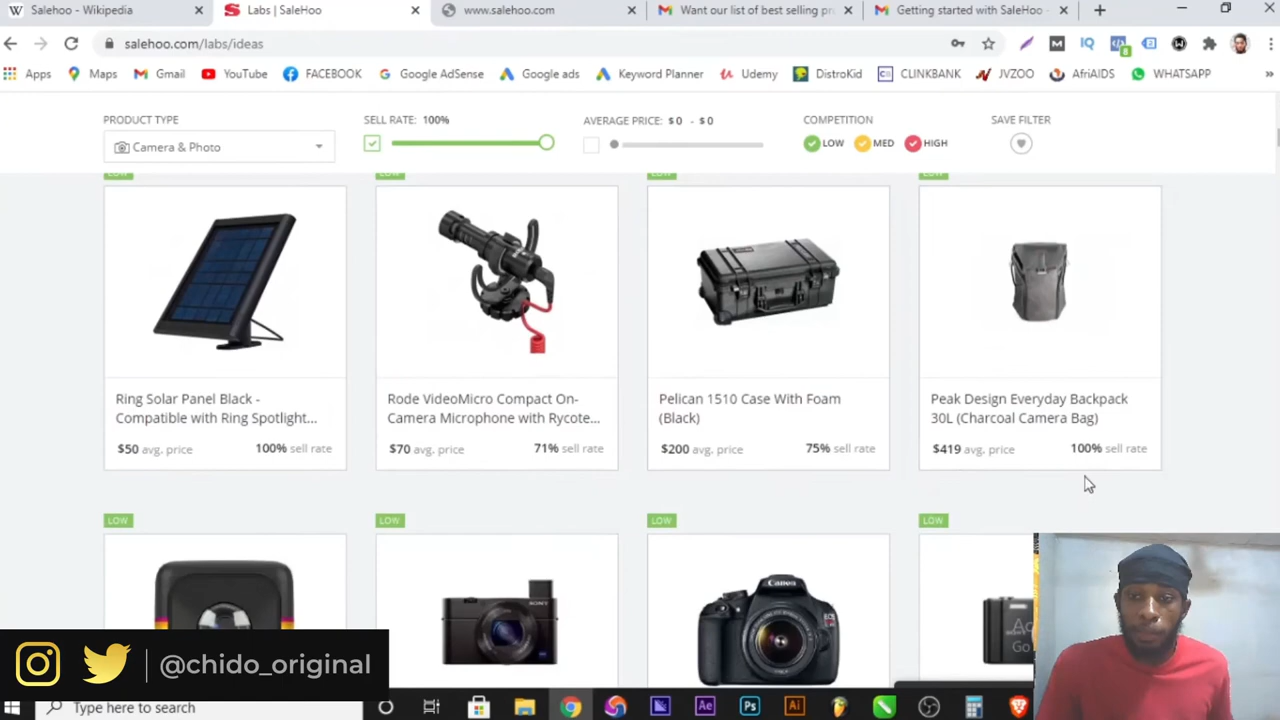 Salehoo - Wikipedia
Labs | SaleHoo
www.salehoo.com
Want our list of best selling pr
Getting started with SaleHoo -
salehoo.com/labs/ideas
Apps
Maps
Gmail
YouTube
FACEBOOK
Google AdSense
Google ads
Keyword Planner
Udemy
DistroKid
CLINKBANK
JVZOO
AfriAIDS
WHATSAPP
PRODUCT TYPE
SELL RATE: 100%
AVERAGE PRICE: $ 0 - $ 0
COMPETITION
SAVE FILTER
Camera & Photo
LOW
MED
HIGH
Ring Solar Panel Black -
Compatible with Ring Spotlight...
$50 avg. price
100% sell rate
Rode VideoMicro Compact On-
Camera Microphone with Rycote...
$70 avg. price
71% sell rate
Pelican 1510 Case With Foam
(Black)
$200 avg. price
75% sell rate
Peak Design Everyday Backpack
30L (Charcoal Camera Bag)
$419 avg. price
100% sell rate
LOW
LOW
LOW
LOW
SONY
Canon
@chido_original
Type here to search